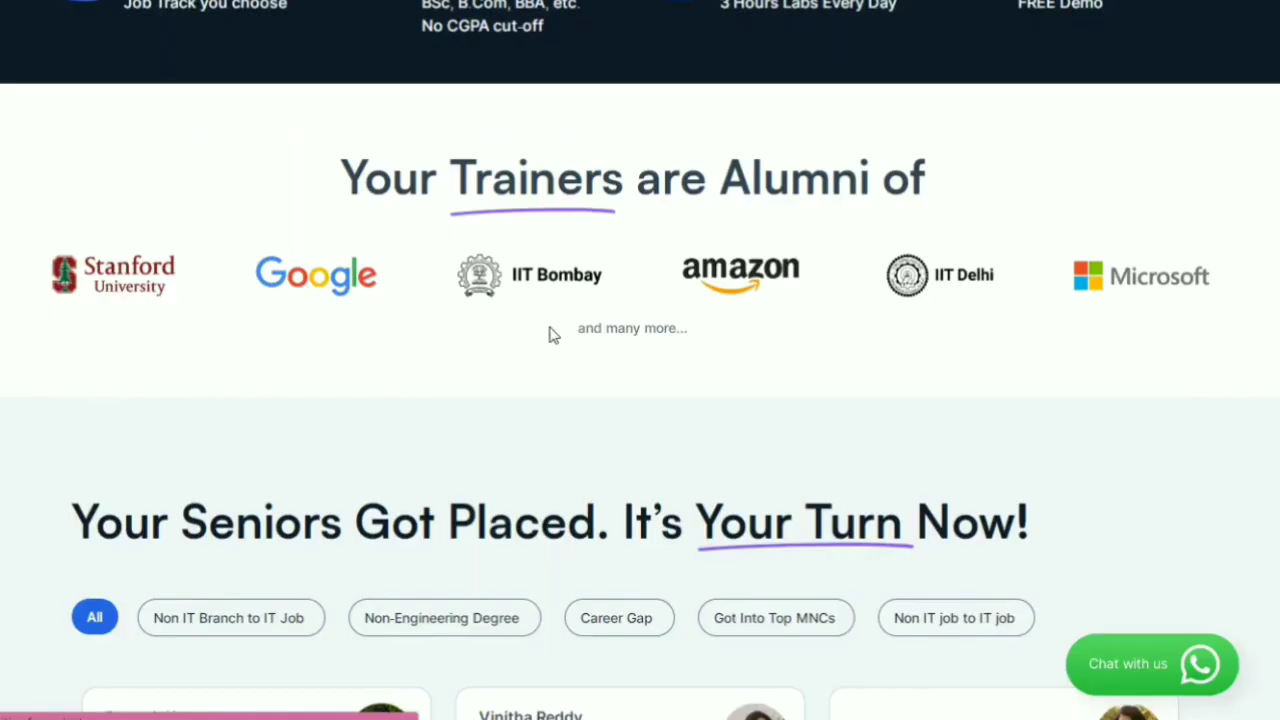 Job Track you choose
BSc, B.Com, BBA, etc.
No CGPA cut-off
3 Hours Labs Every Day
FREE Demo
Your Trainers are Alumni of
Stanford University
Google
IIT Bombay
amazon
IIT Delhi
Microsoft
and many more...
Your Seniors Got Placed. It's Your Turn Now!
All
Non IT Branch to IT Job
Non-Engineering Degree
Career Gap
Got Into Top MNCs
Non IT job to IT job
Chat with us
Vinitha Reddy